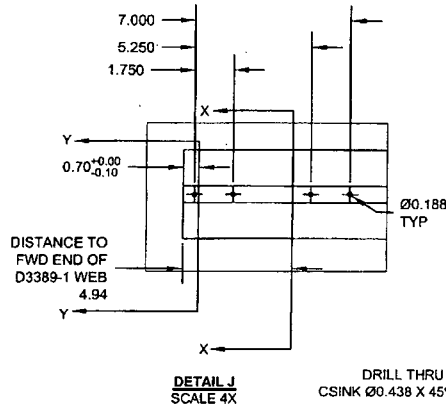 7.000
5.250
1.750
X
Y
0.70 +0.00 -0.10
Ø0.188
TYP
DISTANCE TO
FWD END OF
D3389-1 WEB
4.94
Y
X
DETAIL J
SCALE 4X
DRILL THRU
CSINK Ø0.438 X 45°